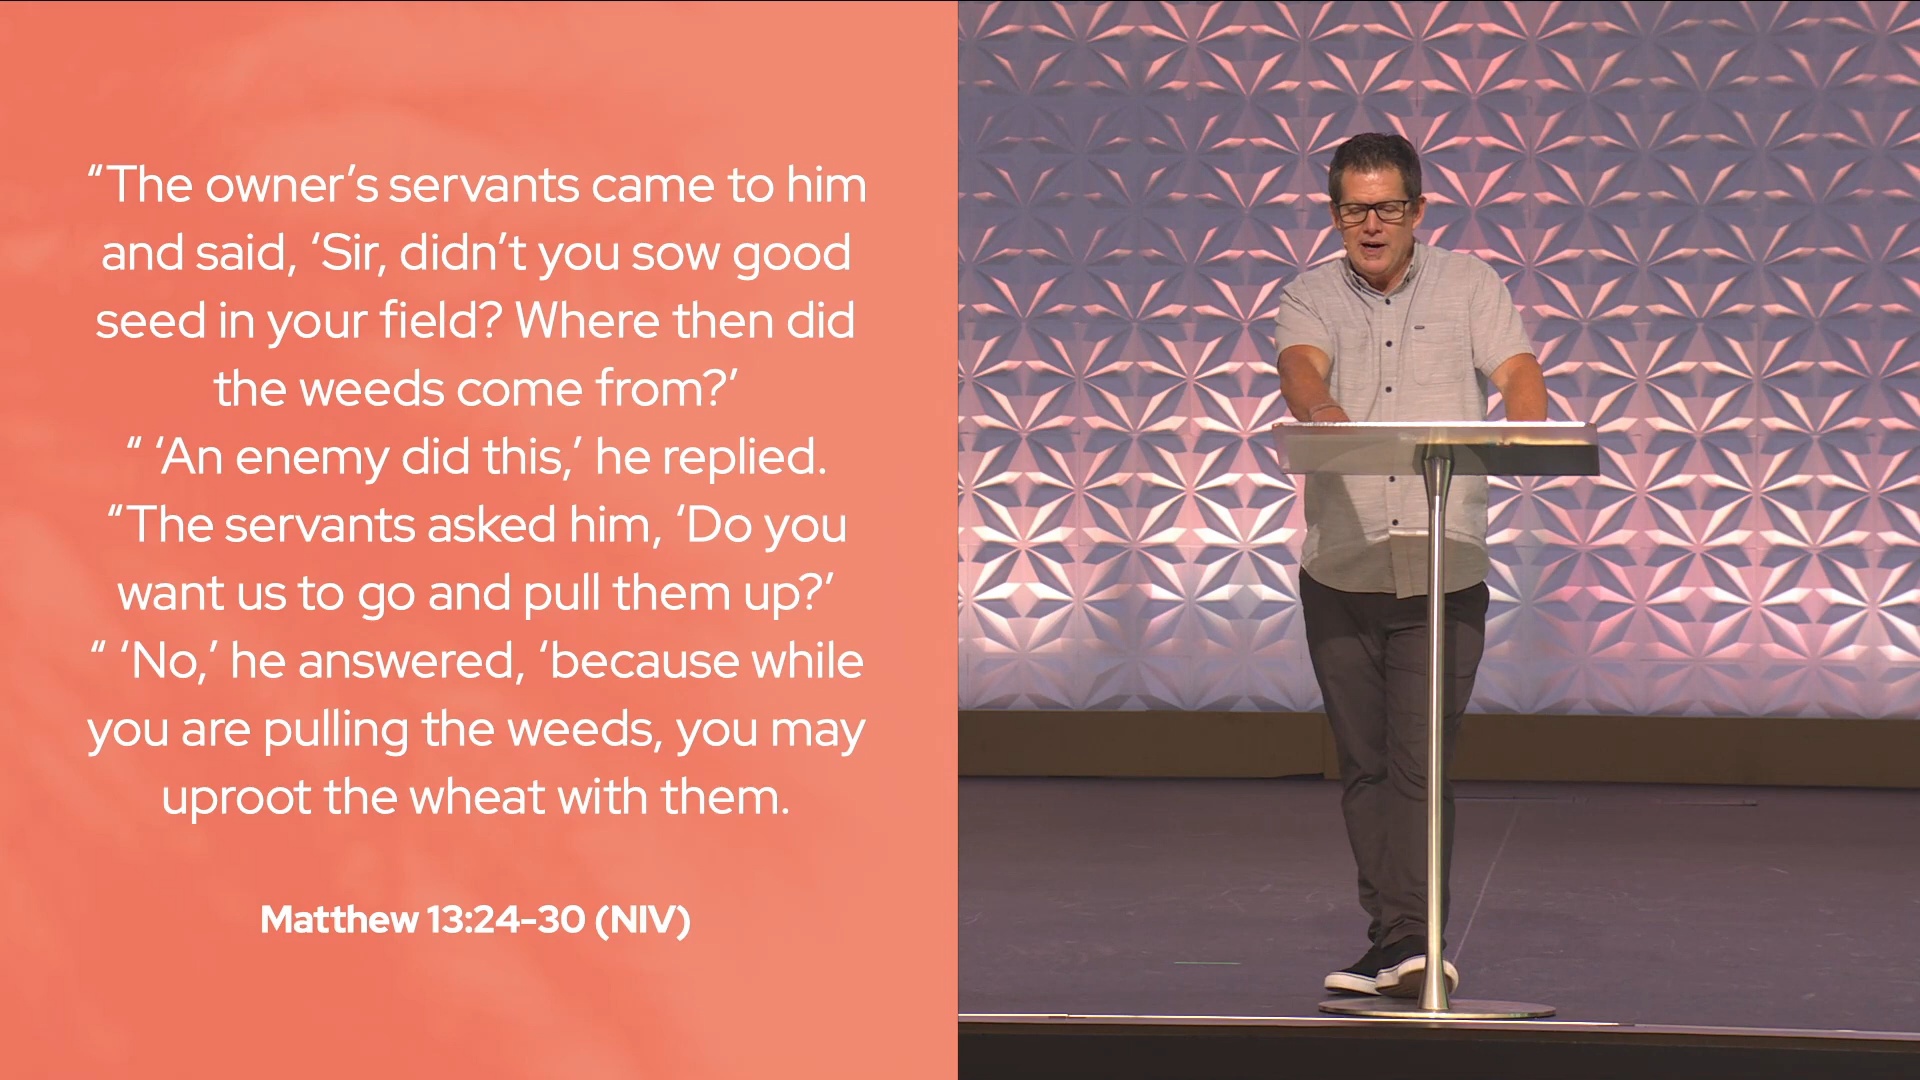 “The owner’s servants came to him
and said, ‘Sir, didn’t you sow good
seed in your field? Where then did
the weeds come from?’
“ ‘An enemy did this,’ he replied.
“The servants asked him, ‘Do you
want us to go and pull them up?’
“ ‘No,’ he answered, ‘because while
you are pulling the weeds, you may
uproot the wheat with them.
Matthew 13:24-30 (NIV)